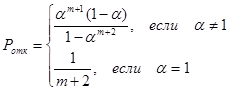 P_отк = { α^{m+1}(1-α) / 1-α^{m+2}, если α ≠ 1
1 / m+2, если α = 1